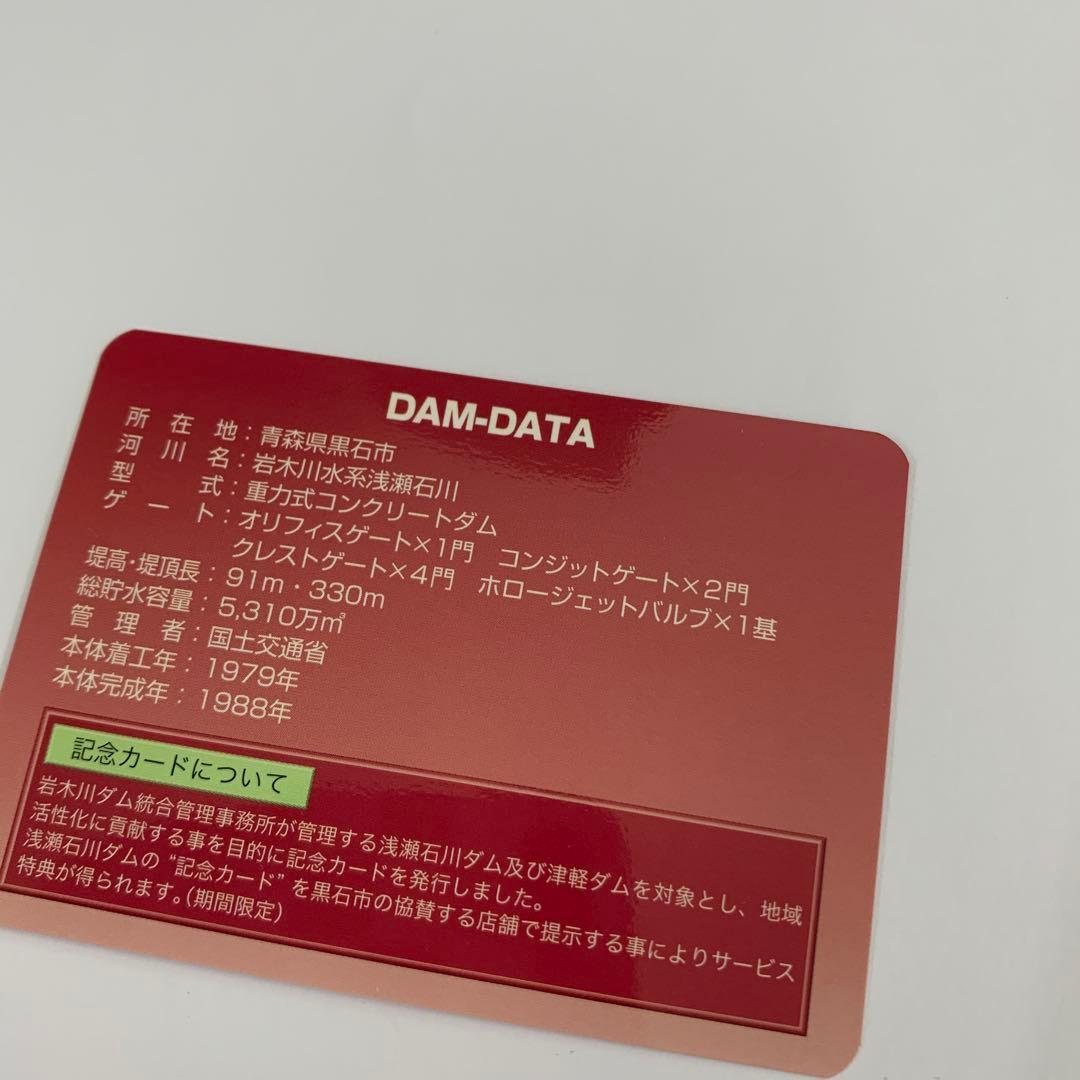 DAM-DATA
所在地：青森県黒石市
河川名：岩木川水系浅瀬石川
型式：重力式コンクリートダム
ゲート：オリフィスゲート×1門　コンジットゲート×2門
クレストゲート×4門　ホロージェットバルブ×1基
堤高・堤頂長：91m・330m
総貯水容量：5,310万㎥
管理者：国土交通省
本体着工年：1979年
本体完成年：1988年
記念カードについて
岩木川ダム統合管理事務所が管理する浅瀬石川ダム及び津軽ダムを対象とし、地域
活性化に貢献する事を目的に記念カードを発行しました。
浅瀬石川ダムの“記念カード”を黒石市の協賛する店舗で提示する事によりサービス
特典が得られます。(期間限定)